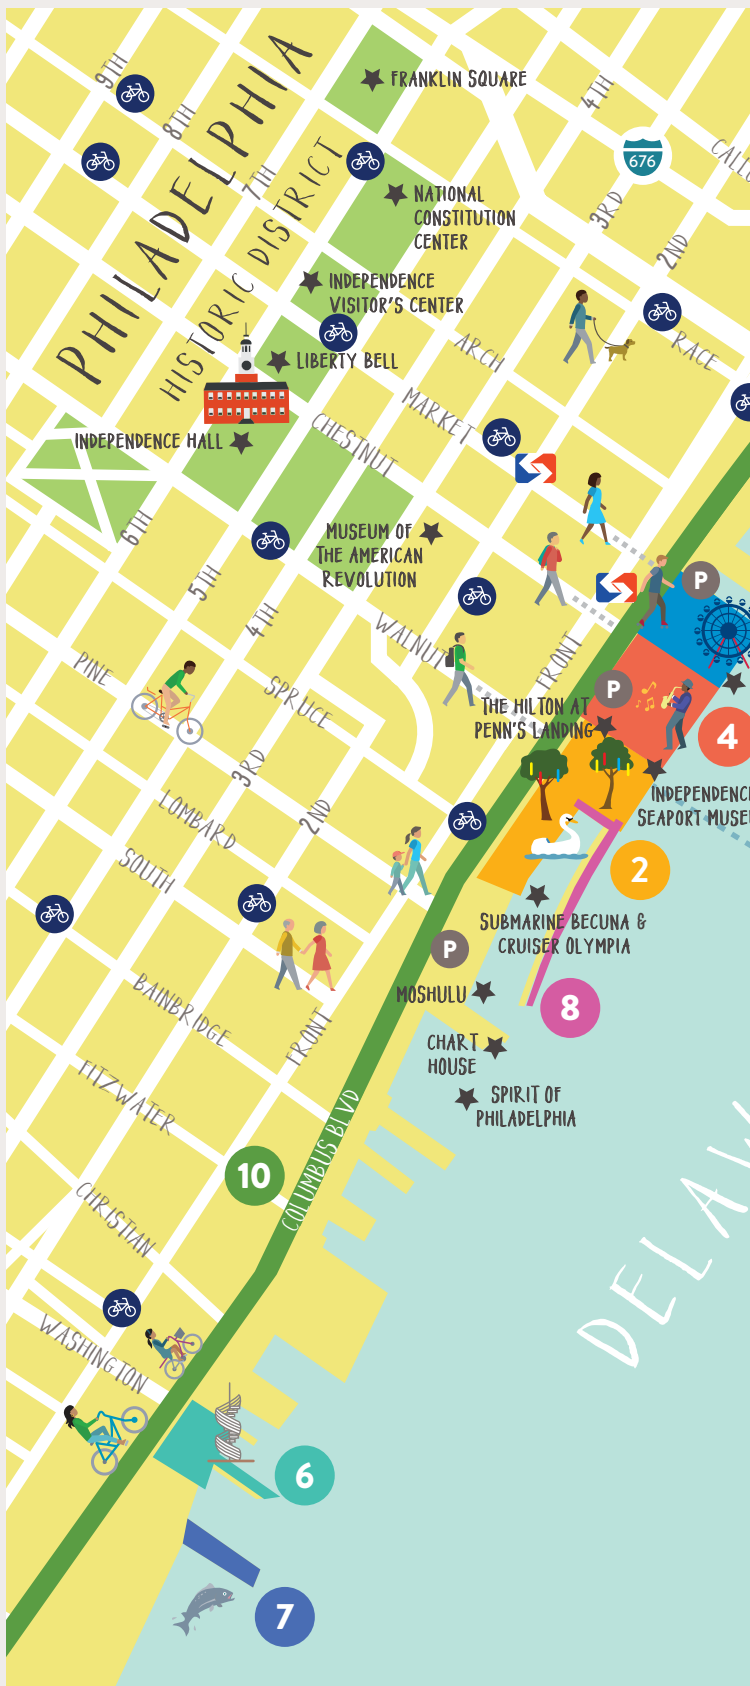 PHILADELPHIA
HISTORIC DISTRICT
9TH
8TH
7TH
FRANKLIN SQUARE
4TH
676
NATIONAL
CONSTITUTION
CENTER
3RD
2ND
INDEPENDENCE
VISITOR'S CENTER
ARCH
RACE
LIBERTY BELL
MARKET
INDEPENDENCE HALL
CHESTNUT
6TH
MUSEUM OF
THE AMERICAN
REVOLUTION
5TH
4TH
P
WALNUT
FRONT
PINE
SPRUCE
P
THE HILTON AT
PENN'S LANDING
4
3RD
2ND
INDEPENDENC
SEAPORT MUSE
LOMBARD
SOUTH
2
SUBMARINE BECUNA &
CRUISER OLYMPIA
P
MOSHULU
8
BAINBRIDGE
FRONT
CHART
HOUSE
FITZWATER
SPIRIT OF
PHILADELPHIA
COLUMBUS BLVD
10
CHRISTIAN
DELAW
WASHINGTON
6
7